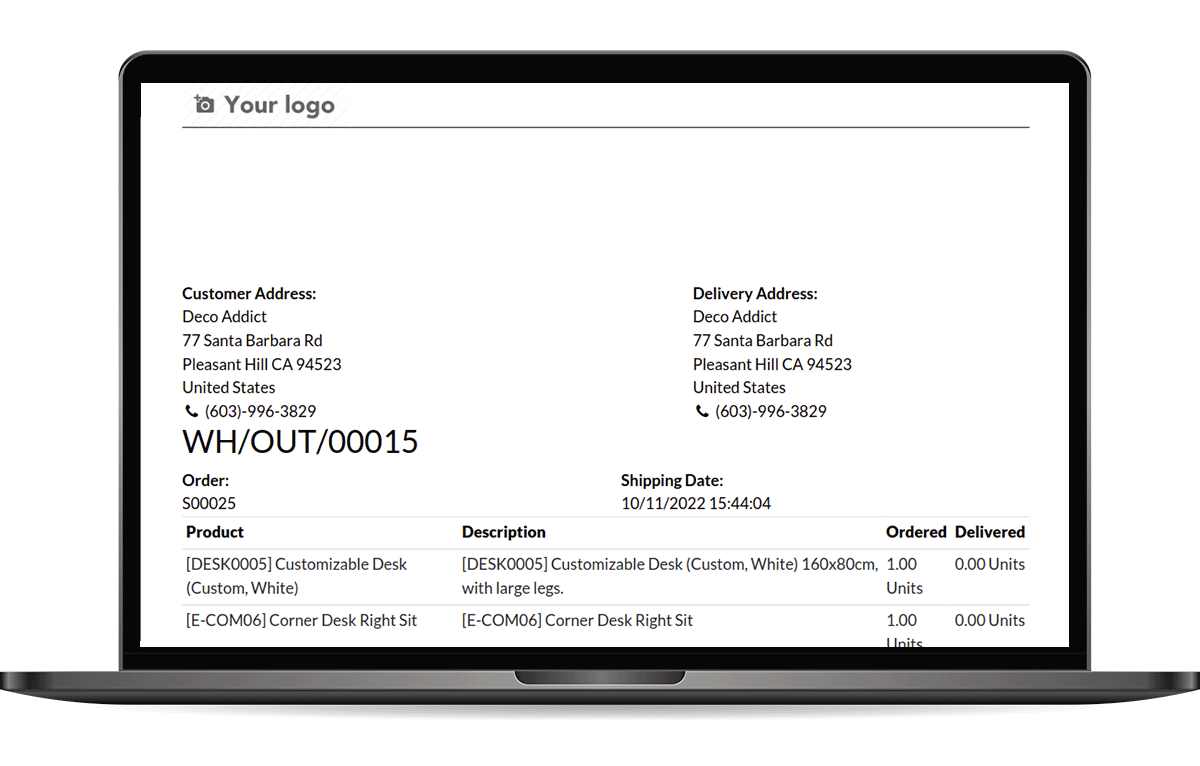 Your logo
Customer Address:
Deco Addict
77 Santa Barbara Rd
Pleasant Hill CA 94523
United States
(603)-996-3829
Delivery Address:
Deco Addict
77 Santa Barbara Rd
Pleasant Hill CA 94523
United States
(603)-996-3829
WH/OUT/00015
Order:
S00025
Shipping Date:
10/11/2022 15:44:04
Product Description Ordered Delivered
[DESK0005] Customizable Desk [DESK0005] Customizable Desk (Custom, White) 160x80cm, 1.00 0.00 Units
(Custom, White) with large legs. Units
[E-COM06] Corner Desk Right Sit [E-COM06] Corner Desk Right Sit 1.00 0.00 Units
Units